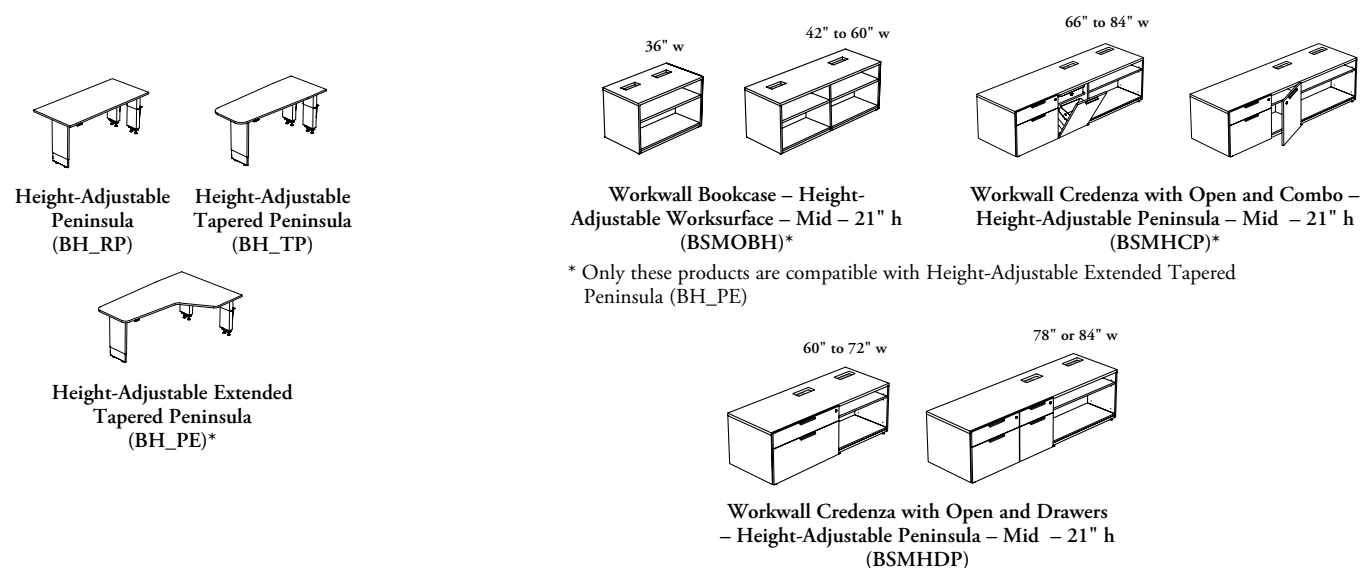 Height-Adjustable
Peninsula
(BH_RP)
Height-Adjustable
Tapered Peninsula
(BH_TP)
Height-Adjustable Extended
Tapered Peninsula
(BH_PE)*
36" w
42" to 60" w
Workwall Bookcase – Height-
Adjustable Worksurface – Mid – 21" h
(BSMOBH)*
66" to 84" w
Workwall Credenza with Open and Combo –
Height-Adjustable Peninsula – Mid – 21" h
(BSMHCP)*
* Only these products are compatible with Height-Adjustable Extended Tapered
Peninsula (BH_PE)
60" to 72" w
78" or 84" w
Workwall Credenza with Open and Drawers
– Height-Adjustable Peninsula – Mid – 21" h
(BSMHDP)